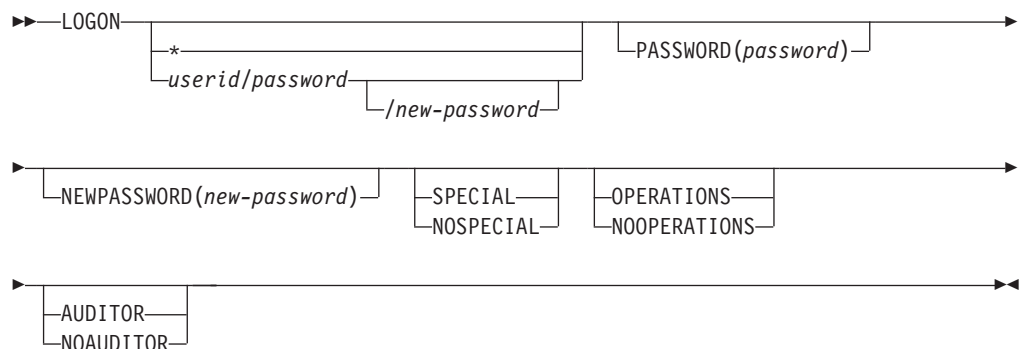 LOGON
*
userid/password
/new-password
PASSWORD(password)
NEWPASSWORD(new-password)
SPECIAL
NOSPECIAL
OPERATIONS
NOOPERATIONS
AUDITOR
NOAUDITOR